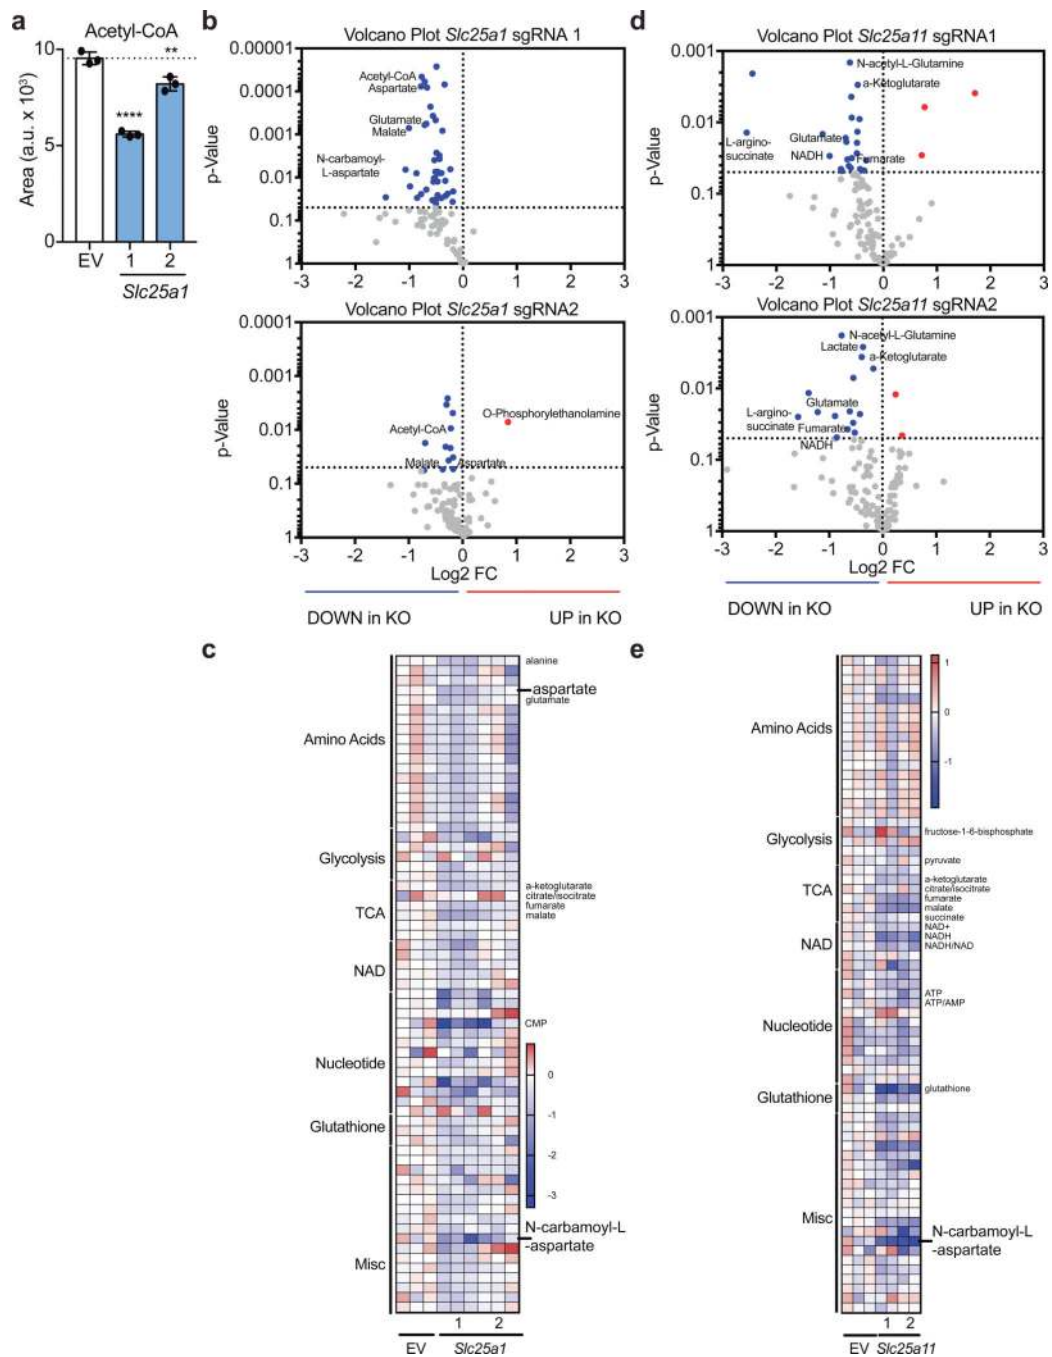 a
Acetyl-CoA
**
****
10
5
0
Area (a.u. x 10³)
EV
1
2
Slc25a1
b
Volcano Plot Slc25a1 sgRNA 1
0.00001
0.0001
0.001
0.01
0.1
1
p-Value
Acetyl-CoA
Aspartate
Glutamate
Malate
N-carbamoyl-
L-aspartate
-3 -2 -1 0 1 2 3
Volcano Plot Slc25a1 sgRNA2
0.0001
0.001
0.01
0.1
1
p-Value
O-Phosphorylethanolamine
Acetyl-CoA
Malate
Aspartate
-3 -2 -1 0 1 2 3
Log2 FC
DOWN in KO
UP in KO
d
Volcano Plot Slc25a11 sgRNA1
0.001
0.01
0.1
1
p-Value
N-acetyl-L-Glutamine
a-Ketoglutarate
L-argino-
succinate
Glutamate
NADH
Fumarate
-3 -2 -1 0 1 2 3
Volcano Plot Slc25a11 sgRNA2
0.001
0.01
0.1
1
p-Value
N-acetyl-L-Glutamine
Lactate
a-Ketoglutarate
Glutamate
L-argino-
succinate
Fumarate
NADH
-3 -2 -1 0 1 2 3
Log2 FC
DOWN in KO
UP in KO
c
alanine
aspartate
glutamate
Amino Acids
Glycolysis
a-ketoglutarate
citrate/isocitrate
fumarate
malate
TCA
NAD
CMP
Nucleotide
0
-1
-2
-3
Glutathione
N-carbamoyl-L
-aspartate
Misc
1
2
EV
Slc25a1
e
1
0
-1
Amino Acids
Glycolysis
fructose-1-6-bisphosphate
pyruvate
TCA
a-ketoglutarate
citrate/isocitrate
fumarate
malate
succinate
NAD
NAD+
NADH
NADH/NAD
ATP
ATP/AMP
Nucleotide
Glutathione
glutathione
Misc
N-carbamoyl-L
-aspartate
1
2
EV
Slc25a11